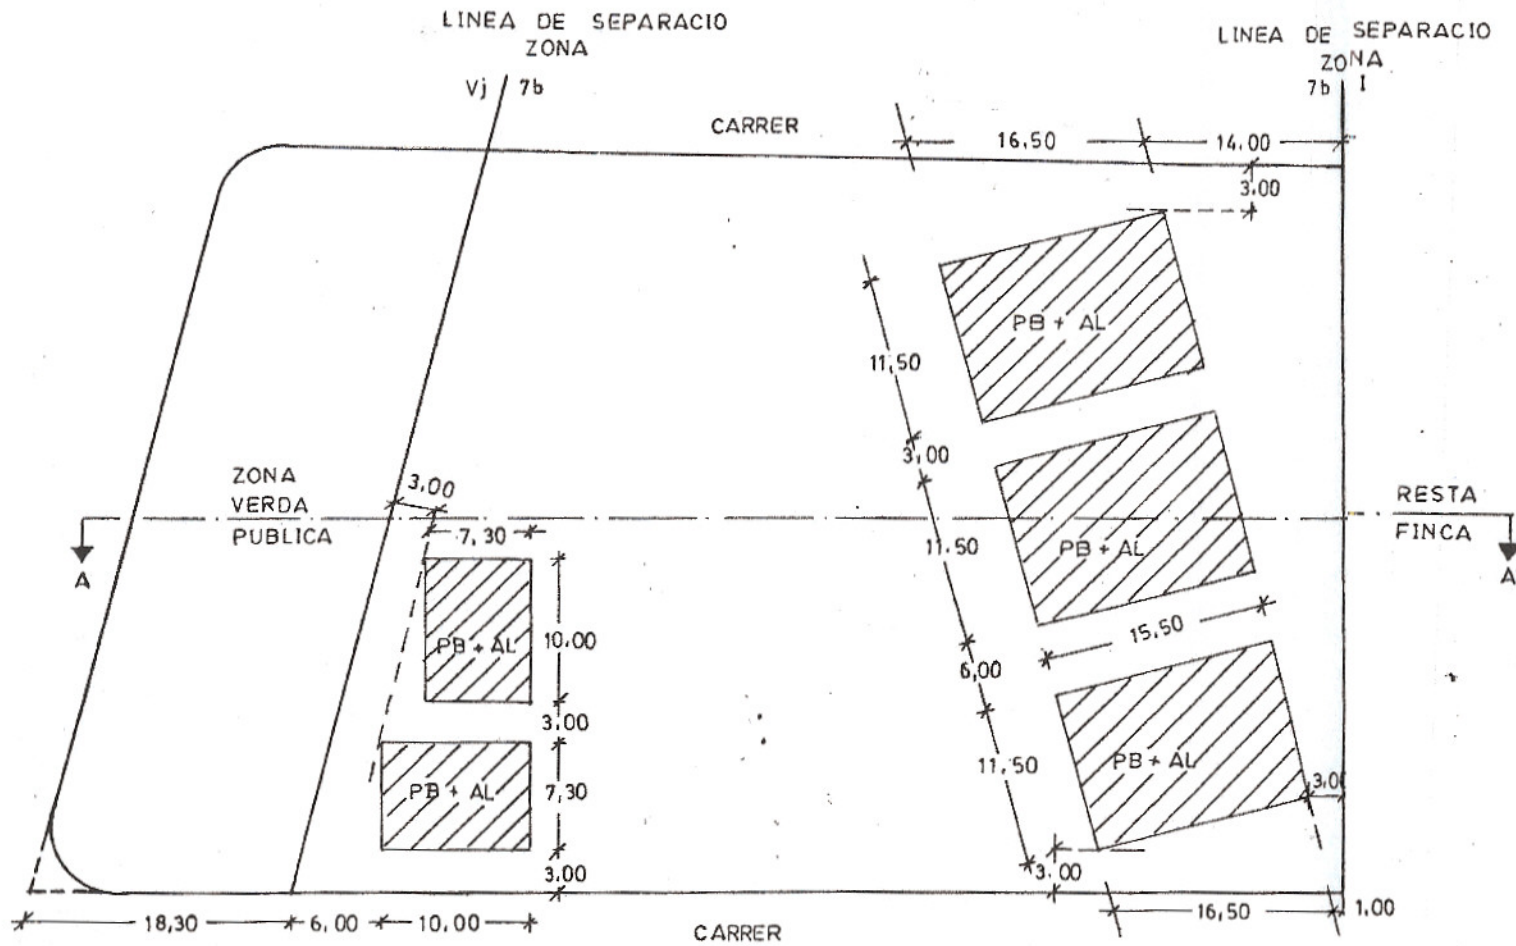 LINEA DE SEPARACIO
ZONA
Vj 7b
LINEA DE SEPARACIO
ZONA
7b I
CARRER
16,50
14.00
3.00
PB + AL
11,50
3,00
ZONA
VERDA
PUBLICA
3,00
7,30
RESTA
FINCA
A
A
11.50
PB + AL
10.00
PB + AL
15,50
6,00
3.00
PB + AL
7,30
11,50
PB + AL
3.00
3.00
18,30
6,00
10,00
CARRER
16,50
1.00